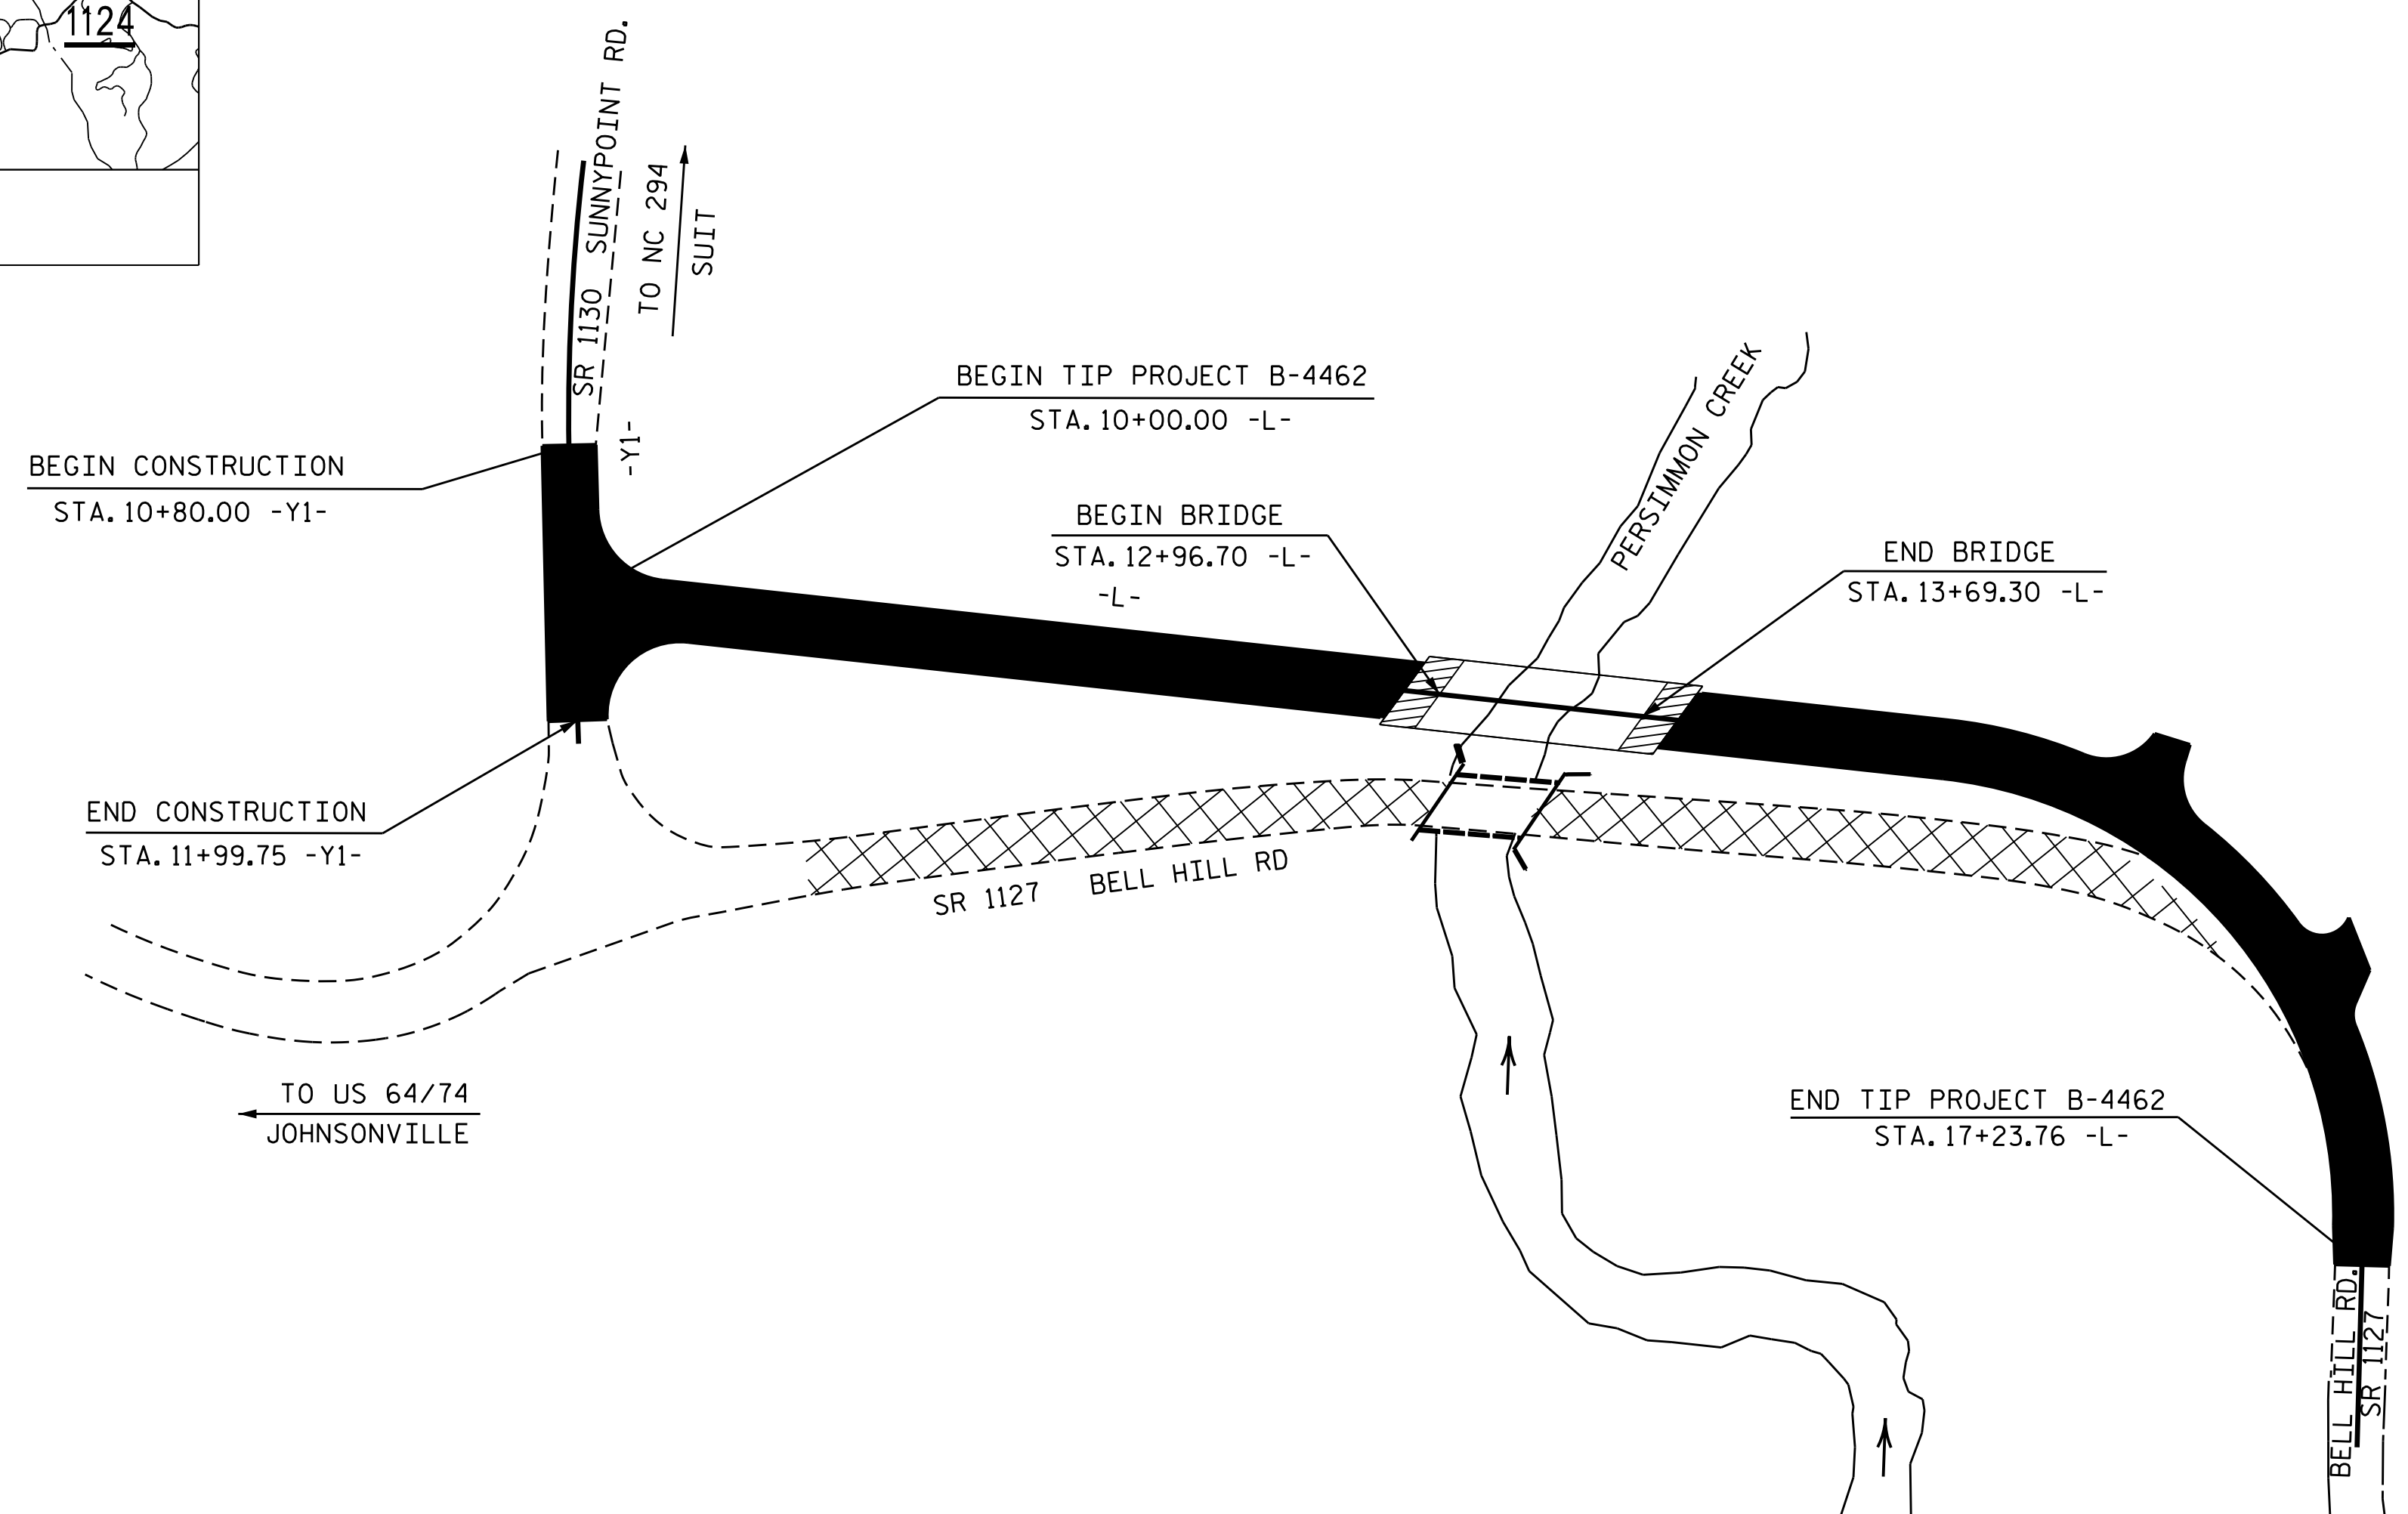 1124
SR 1130 SUNNYPOINT RD.
TO NC 294
SUIT
-Y1-
BEGIN TIP PROJECT B-4462
STA. 10+00.00 -L-
BEGIN CONSTRUCTION
STA. 10+80.00 -Y1-
PERSIMMON CREEK
BEGIN BRIDGE
STA. 12+96.70 -L-
-L-
END BRIDGE
STA. 13+69.30 -L-
END CONSTRUCTION
STA. 11+99.75 -Y1-
SR 1127 BELL HILL RD
TO US 64/74
JOHNSONVILLE
END TIP PROJECT B-4462
STA. 17+23.76 -L-
BELL HILL RD.
SR 1127